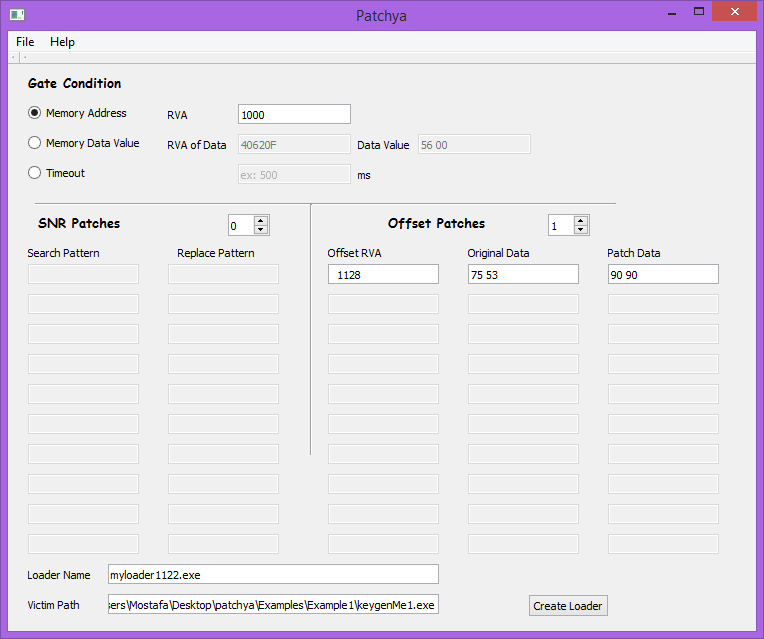 Patchya
File Help
Gate Condition
Memory Address RVA 1000
Memory Data Value RVA of Data 40620F Data Value 56 00
Timeout ex: 500 ms
SNR Patches 0 Offset Patches 1
Search Pattern Replace Pattern Offset RVA Original Data Patch Data
1128 75 53 90 90
Loader Name myloader1122.exe
Victim Path sers\Mostafa\Desktop\patchya\Examples\Example1\keygenMe1.exe Create Loader